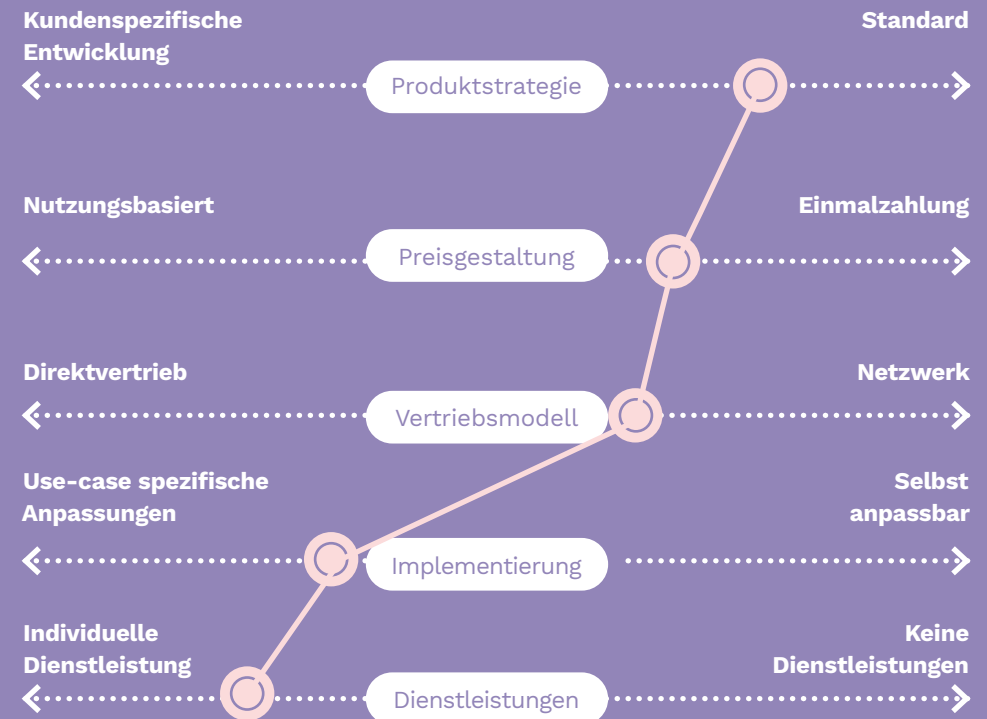 Kundenspezifische
Entwicklung
Standard
Produktstrategie
Nutzungsbasiert
Einmalzahlung
Preisgestaltung
Direktvertrieb
Netzwerk
Vertriebsmodell
Use-case spezifische
Anpassungen
Selbst
anpassbar
Implementierung
Individuelle
Dienstleistung
Keine
Dienstleistungen
Dienstleistungen